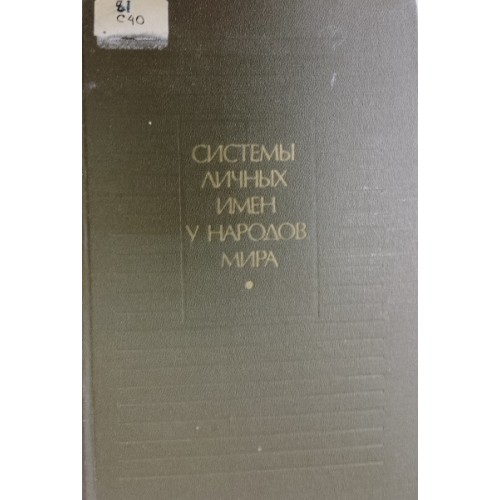 81
С40
СИСТЕМЫ
ЛИЧНЫХ
ИМЕН
У НАРОДОВ
МИРА